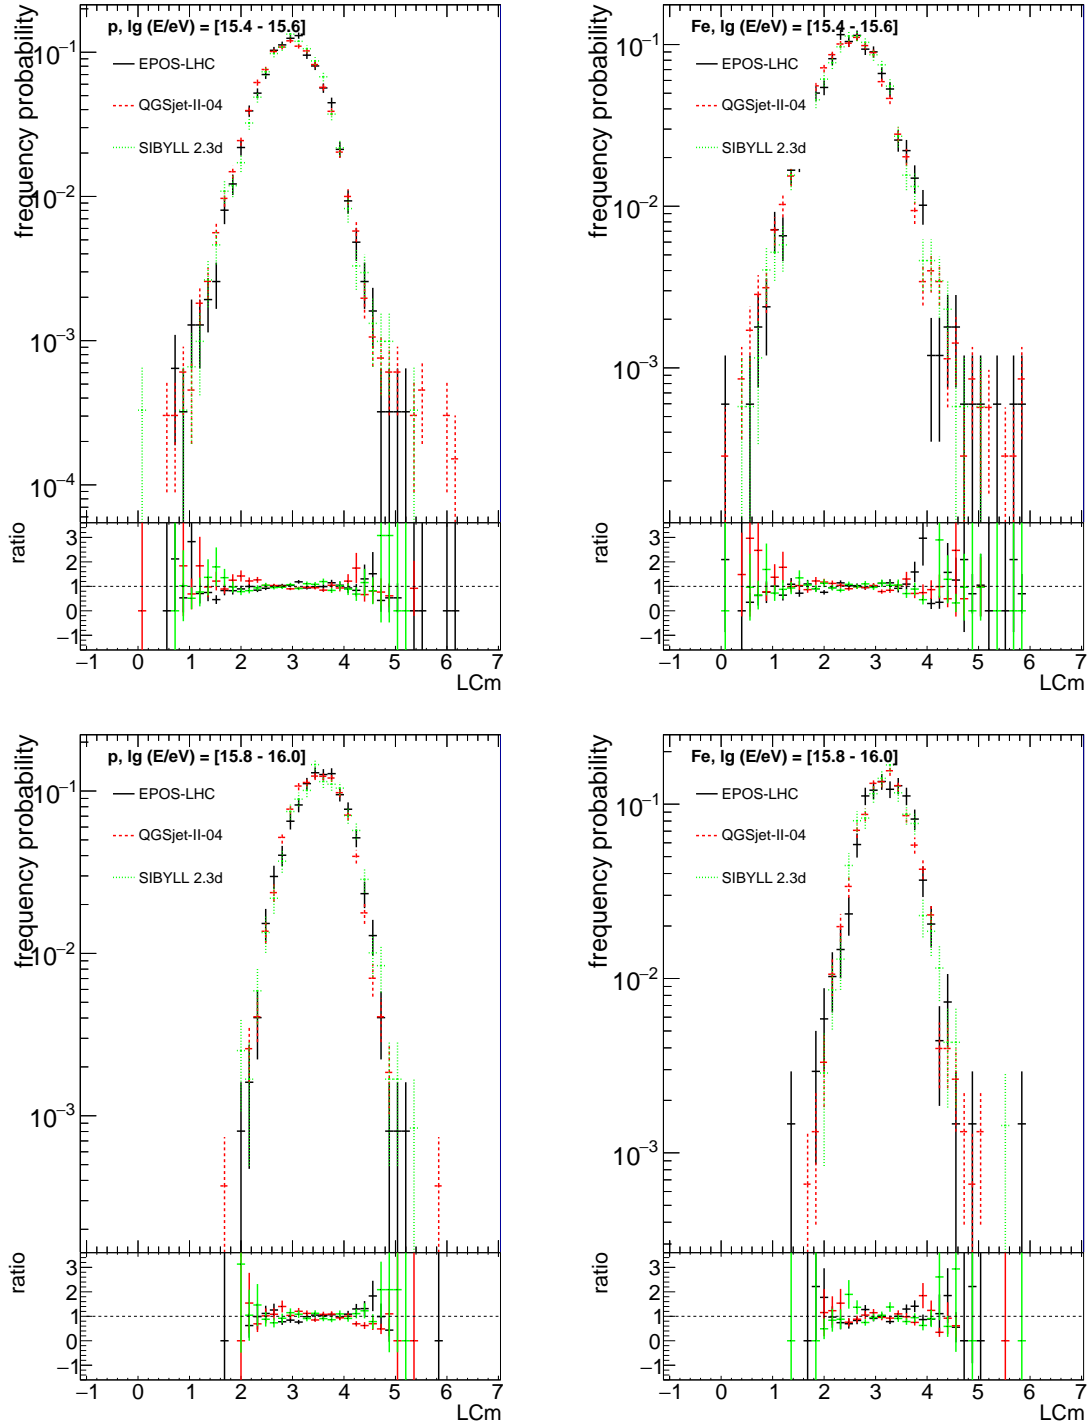 p, lg (E/eV) = [15.4 - 15.6]
EPOS-LHC
QGSjet-II-04
SIBYLL 2.3d
frequency probability
10⁻¹
10⁻²
10⁻³
10⁻⁴
ratio
3
2
1
0
−1
−1 0 1 2 3 4 5 6 7
LCm
Fe, lg (E/eV) = [15.4 - 15.6]
EPOS-LHC
QGSjet-II-04
SIBYLL 2.3d
frequency probability
10⁻¹
10⁻²
10⁻³
ratio
3
2
1
0
−1
−1 0 1 2 3 4 5 6 7
LCm
p, lg (E/eV) = [15.8 - 16.0]
EPOS-LHC
QGSjet-II-04
SIBYLL 2.3d
frequency probability
10⁻¹
10⁻²
10⁻³
ratio
3
2
1
0
−1
−1 0 1 2 3 4 5 6 7
LCm
Fe, lg (E/eV) = [15.8 - 16.0]
EPOS-LHC
QGSjet-II-04
SIBYLL 2.3d
frequency probability
10⁻¹
10⁻²
10⁻³
ratio
3
2
1
0
−1
−1 0 1 2 3 4 5 6 7
LCm